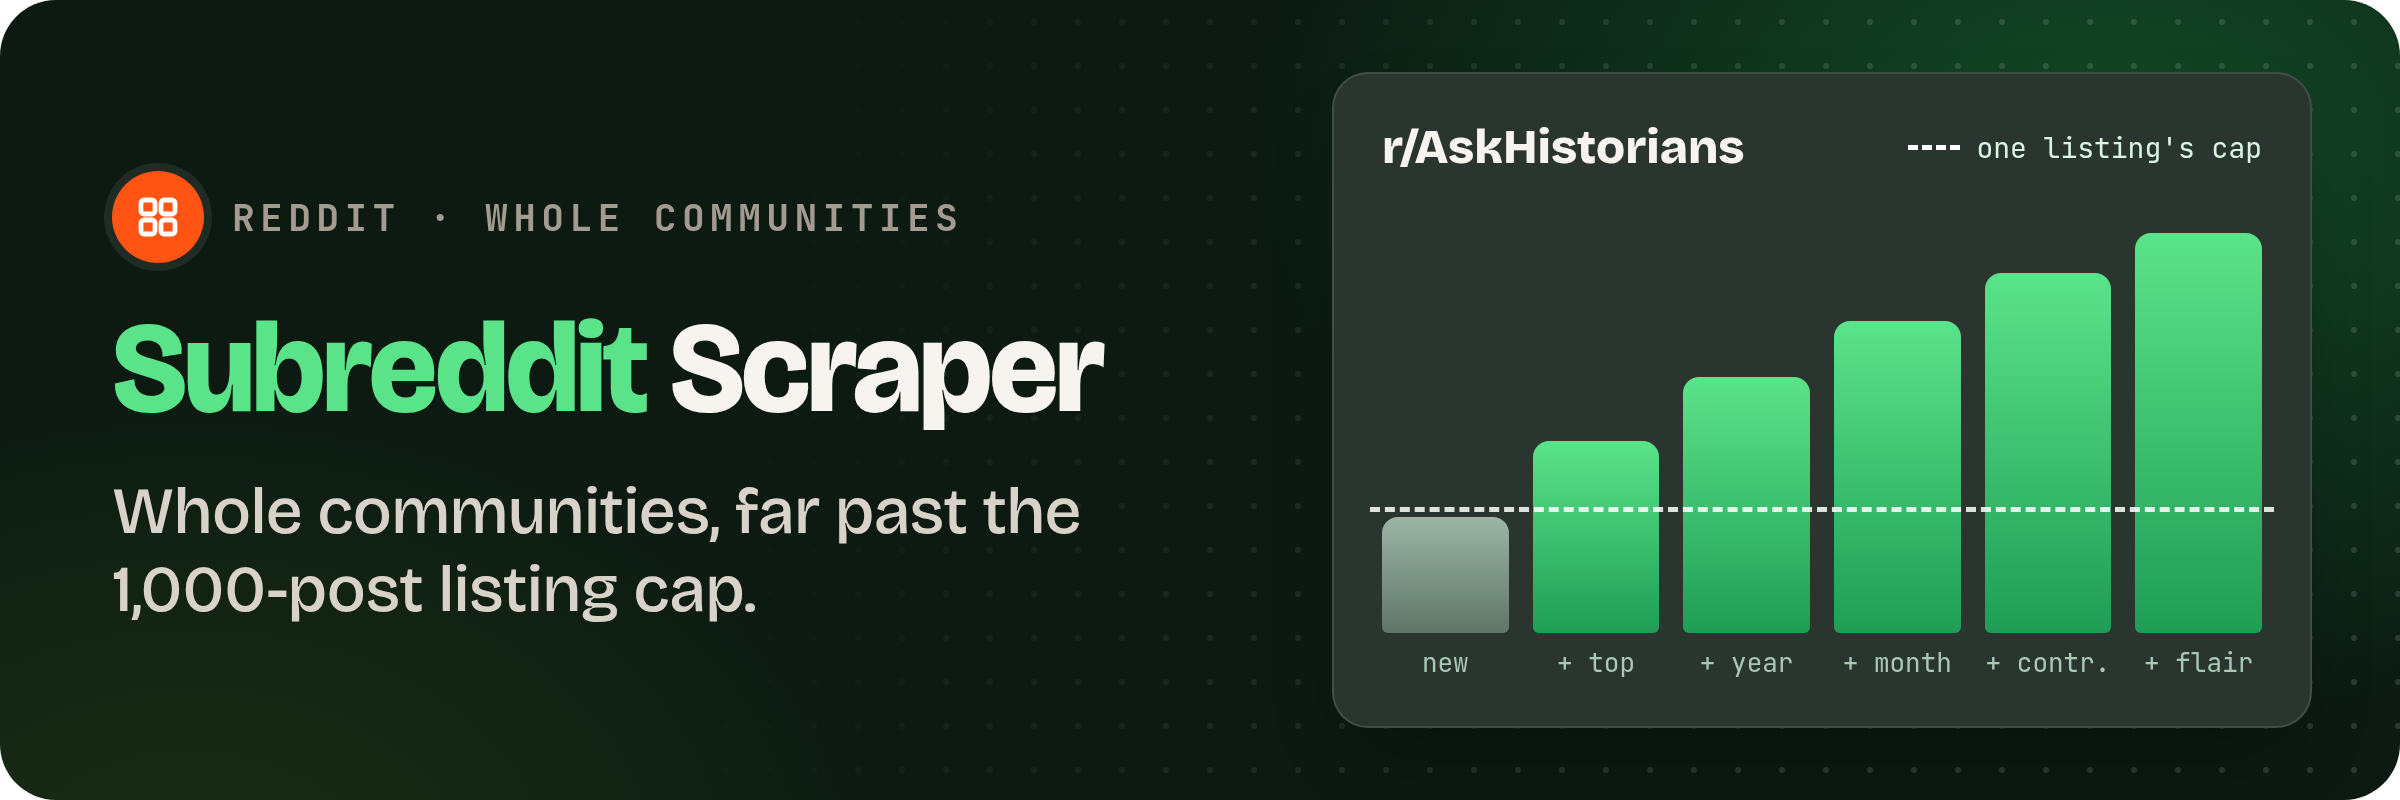 REDDIT · WHOLE COMMUNITIES
Subreddit Scraper
Whole communities, far past the
1,000-post listing cap.
r/AskHistorians
one listing's cap
new
+ top
+ year
+ month
+ contr.
+ flair